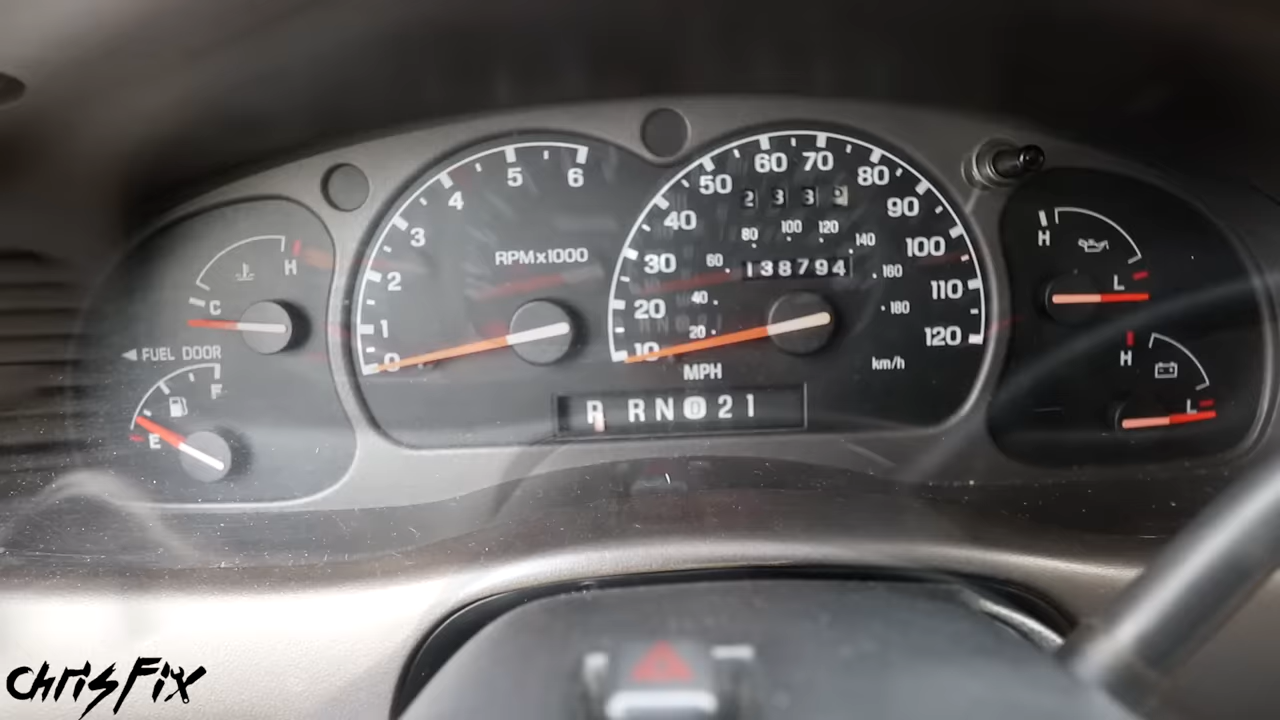 C
H
◄ FUEL DOOR
F
E
0
1
2
3
4
5
6
RPMx1000
10
20
30
40
50
60
70
80
90
100
110
120
2 3 3
138794
20
40
60
80
100
120
140
160
180
km/h
MPH
P RN D 21
H
L
H
L
chrisFix